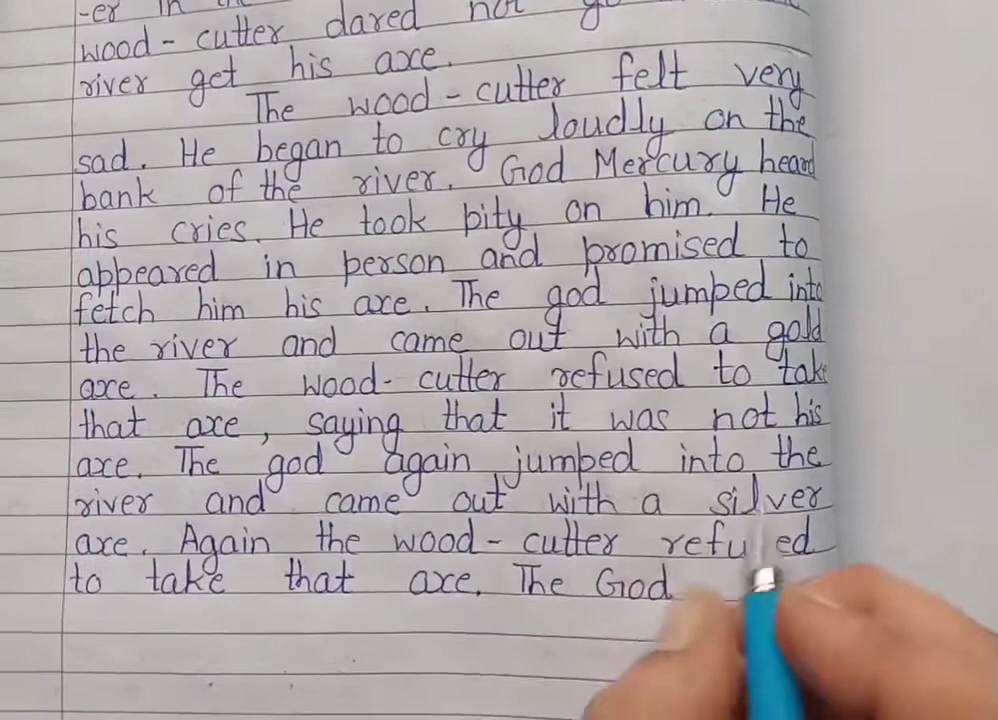 -er in the
wood-cutter dared not go
river get his axe.
The wood-cutter felt very
sad. He began to cry loudly on the
bank of the river. God Mercury heard
his cries. He took pity on him. He
appeared in person and promised to
fetch him his axe. The god jumped into
the river and came out with a gold
axe. The wood-cutter refused to take
that axe, saying that it was not his
axe. The god again jumped into the
river and came out with a silver
axe. Again the wood-cutter refused
to take that axe. The God